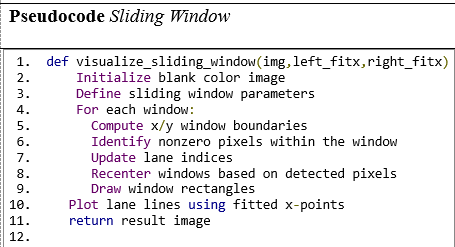 Pseudocode Sliding Window
1. def visualize_sliding_window(img,left_fitx,right_fitx)
2. Initialize blank color image
3. Define sliding window parameters
4. For each window:
5. Compute x/y window boundaries
6. Identify nonzero pixels within the window
7. Update lane indices
8. Recenter windows based on detected pixels
9. Draw window rectangles
10. Plot lane lines using fitted x-points
11. return result image
12.